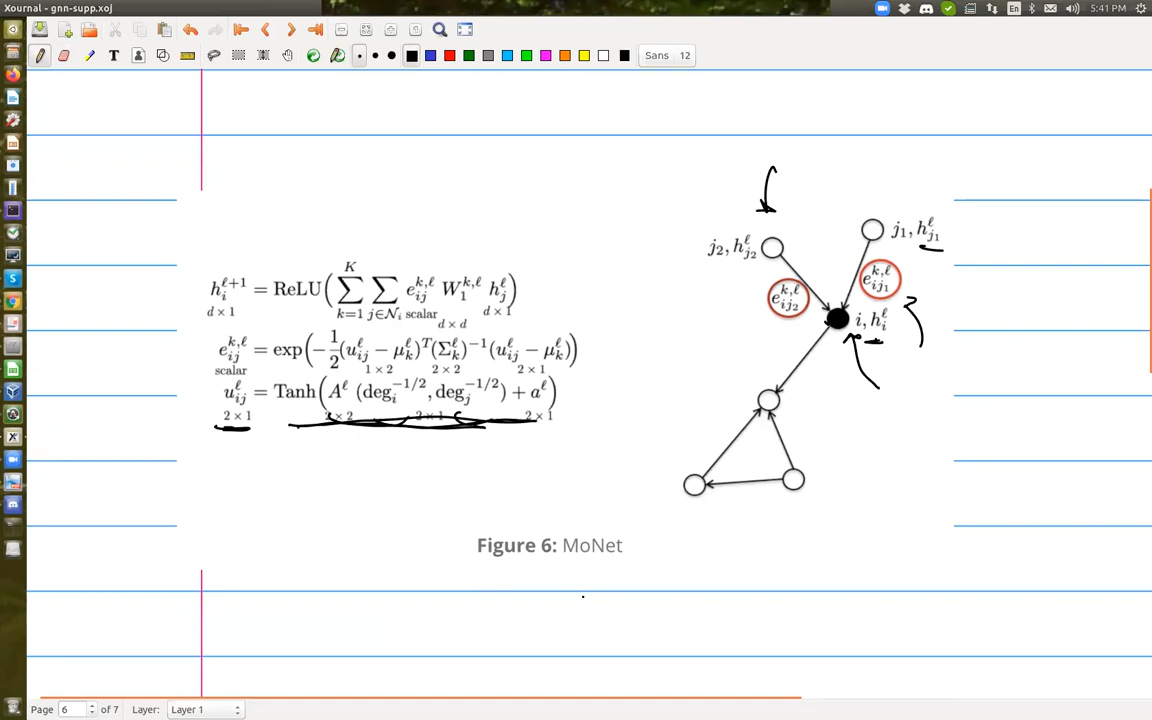 Xournal - gnn-supp.xoj
En
5:41 PM
T
Sans 12
h_i^{ℓ+1} = ReLU(∑_{k=1}^{K} ∑_{j∈N_i} e_{ij}^{k,ℓ} W_1^{k,ℓ} h_j^ℓ)
d × 1 scalar d × d d × 1
e_{ij}^{k,ℓ} = exp(−1/2 (u_{ij}^ℓ − μ_k^ℓ)^T (Σ_k^ℓ)^{−1} (u_{ij}^ℓ − μ_k^ℓ))
scalar 1 × 2 2 × 2 2 × 1
u_{ij}^ℓ = Tanh(A^ℓ (deg_i^{−1/2}, deg_j^{−1/2}) + a^ℓ)
2 × 1 2 × 2 2 × 1 2 × 1
j_2, h_{j_2}^ℓ
j_1, h_{j_1}^ℓ
e_{ij_2}^{k,ℓ}
e_{ij_1}^{k,ℓ}
i, h_i^ℓ
Figure 6: MoNet
Page 6 of 7 Layer: Layer 1